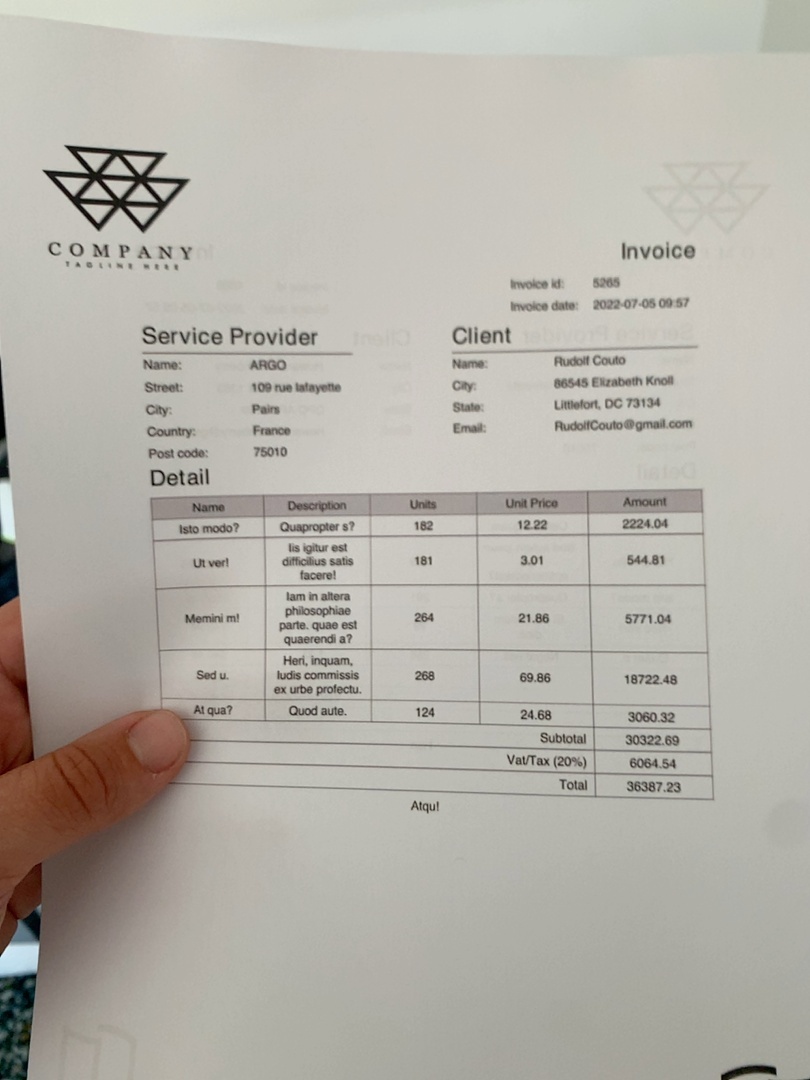 COMPANY
TAGLINE HERE
Invoice
Invoice id: 5265
Invoice date: 2022-07-05 09:57
Service Provider
Name: ARGO
Street: 109 rue lafayette
City: Pairs
Country: France
Post code: 75010
Client
Name: Rudolf Couto
City: 86545 Elizabeth Knoll
State: Littlefort, DC 73134
Email: RudolfCouto@gmail.com
Detail
Name Description Units Unit Price Amount
Isto modo? Quapropter s? 182 12.22 2224.04
Ut ver! Iis igitur est
difficilius satis
facere! 181 3.01 544.81
Memini m! Iam in altera
philosophiae
parte. quae est
quaerendi a? 264 21.86 5771.04
Sed u. Heri, inquam,
ludis commissis
ex urbe profectu. 268 69.86 18722.48
At qua? Quod aute. 124 24.68 3060.32
Subtotal 30322.69
Vat/Tax (20%) 6064.54
Total 36387.23
Atqui!